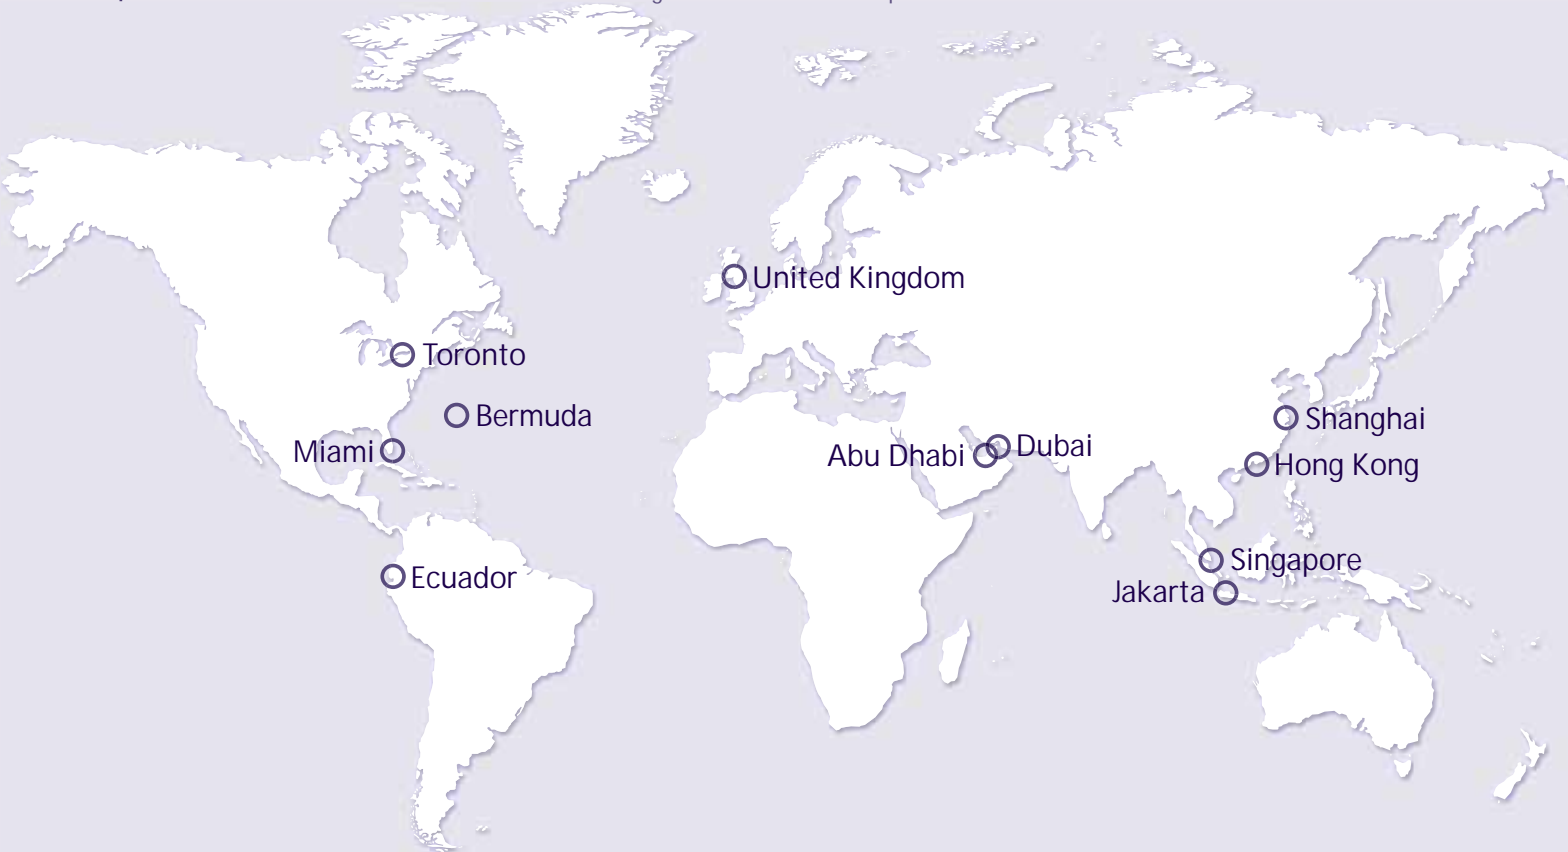 United Kingdom
Toronto
Bermuda
Miami
Abu Dhabi
Dubai
Shanghai
Hong Kong
Ecuador
Singapore
Jakarta